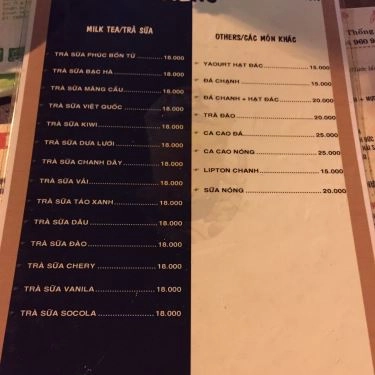 MILK TEA/TRÀ SỮA
TRÀ SỮA PHÚC BỒN TỬ 18.000
TRÀ SỮA BẠC HÀ 18.000
TRÀ SỮA MÃNG CẦU 18.000
TRÀ SỮA VIỆT QUỐC 18.000
TRÀ SỮA KIWI 18.000
TRÀ SỮA DƯA LƯỚI 18.000
TRÀ SỮA CHANH DÂY 18.000
TRÀ SỮA VẢI 18.000
TRÀ SỮA TÁO XANH 18.000
TRÀ SỮA DÂU 18.000
TRÀ SỮA ĐÀO 18.000
TRÀ SỮA CHERY 18.000
TRÀ SỮA VANILA 18.000
TRÀ SỮA SOCOLA 18.000
OTHERS/CÁC MÓN KHÁC
YAOURT HẠT ĐÁC 15.000
ĐÁ CHANH 15.000
ĐÁ CHANH + HẠT ĐÁC 20.000
TRÀ ĐÀO 20.000
CA CAO ĐÁ 25.000
CA CAO NÓNG 25.000
LIPTON CHANH 15.000
SỮA NÓNG 20.000
Thống
960 9